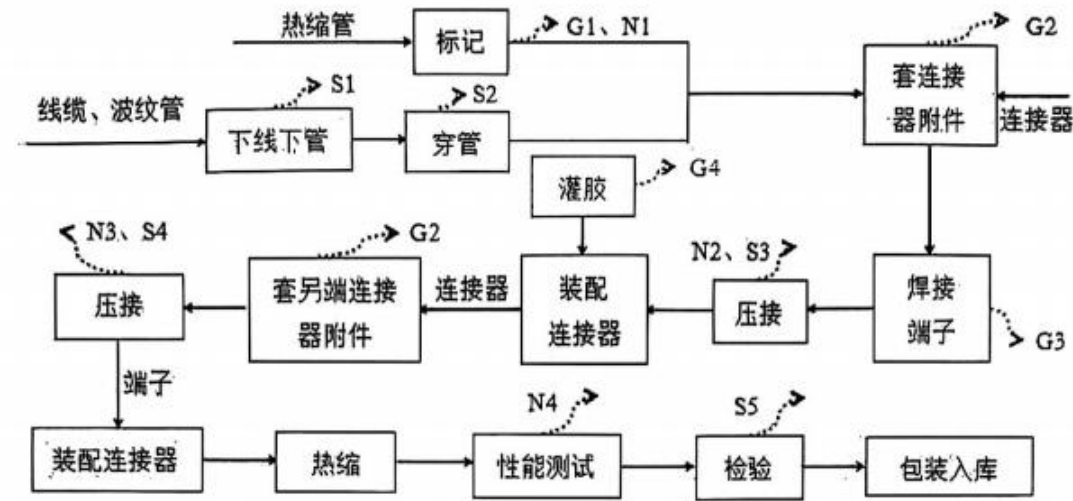 热缩管
标记
G1、N1
G2
套连接
器附件
连接器
线缆、波纹管
S1
下线下管
S2
穿管
灌胶
G4
N3、S4
压接
G2
套另端连接
器附件
连接器
装配
连接器
N2、S3
压接
焊接
端子
G3
端子
装配连接器
热缩
N4
性能测试
S5
检验
包装入库